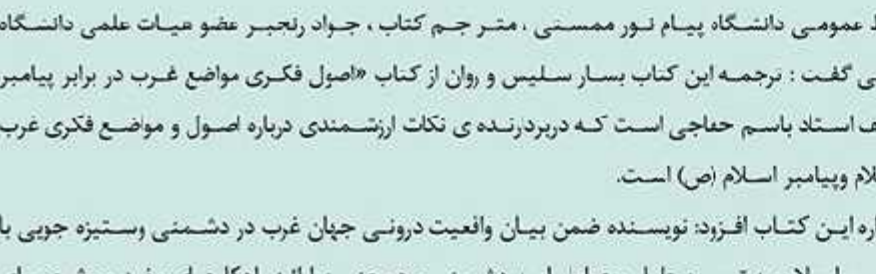 عمومی دانشگاه پیام نور ممسنی ، مترجم کتاب ، جواد رنجبر عضو هیات علمی دانشگاه
گفت : ترجمه این کتاب بسار سلیس و روان از کتاب «اصول فکری مواضع غرب در برابر پیامبر
استاد باسم حفاجی است که دربردرنده ی نکات ارزشمندی درباره اصول و مواضع فکری غرب
وپیامبر اسلام (ص) است.
این کتاب افزود: نویسنده ضمن بیان واقعیت درونی جهان غرب در دشمنی وستیزه جویی با